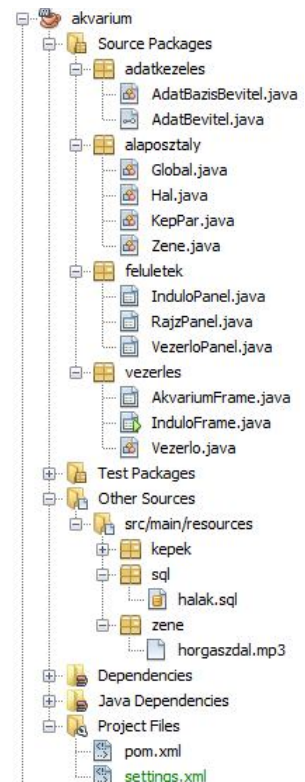 akvarium
Source Packages
adatkezeles
AdatBazisBevitel.java
AdatBevitel.java
alaposztaly
Global.java
Hal.java
KepPar.java
Zene.java
feluletek
InduloPanel.java
RajzPanel.java
VezerloPanel.java
vezerles
AkvariumFrame.java
InduloFrame.java
Vezerlo.java
Test Packages
Other Sources
src/main/resources
kepek
sql
halak.sql
zene
horgaszdal.mp3
Dependencies
Java Dependencies
Project Files
pom.xml
settings.xml